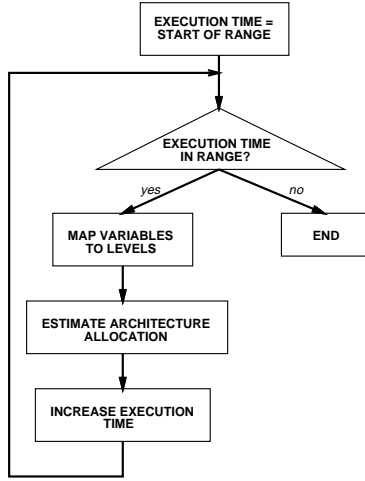 EXECUTION TIME =
START OF RANGE
EXECUTION TIME
IN RANGE?
yes
no
MAP VARIABLES
TO LEVELS
END
ESTIMATE ARCHITECTURE
ALLOCATION
INCREASE EXECUTION
TIME